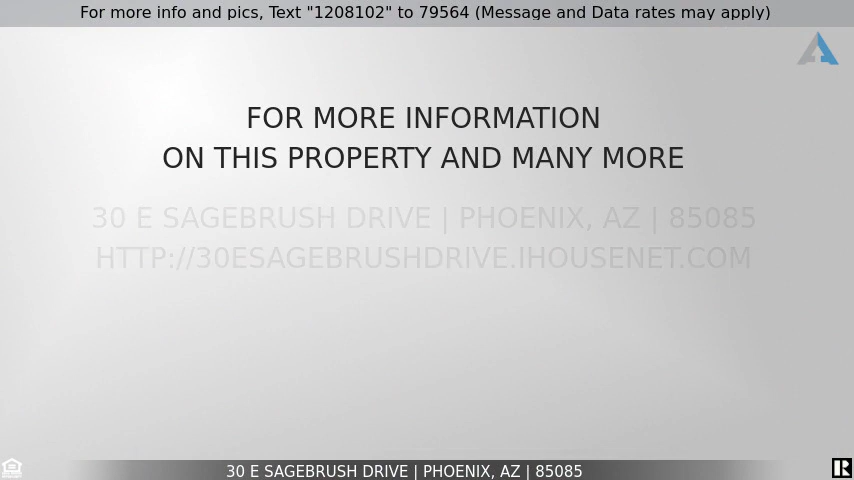 For more info and pics, Text "1208102" to 79564 (Message and Data rates may apply)
FOR MORE INFORMATION
ON THIS PROPERTY AND MANY MORE
30 E SAGEBRUSH DRIVE | PHOENIX, AZ | 85085
HTTP://30ESAGEBRUSHDRIVE.IHOUSENET.COM
30 E SAGEBRUSH DRIVE | PHOENIX, AZ | 85085